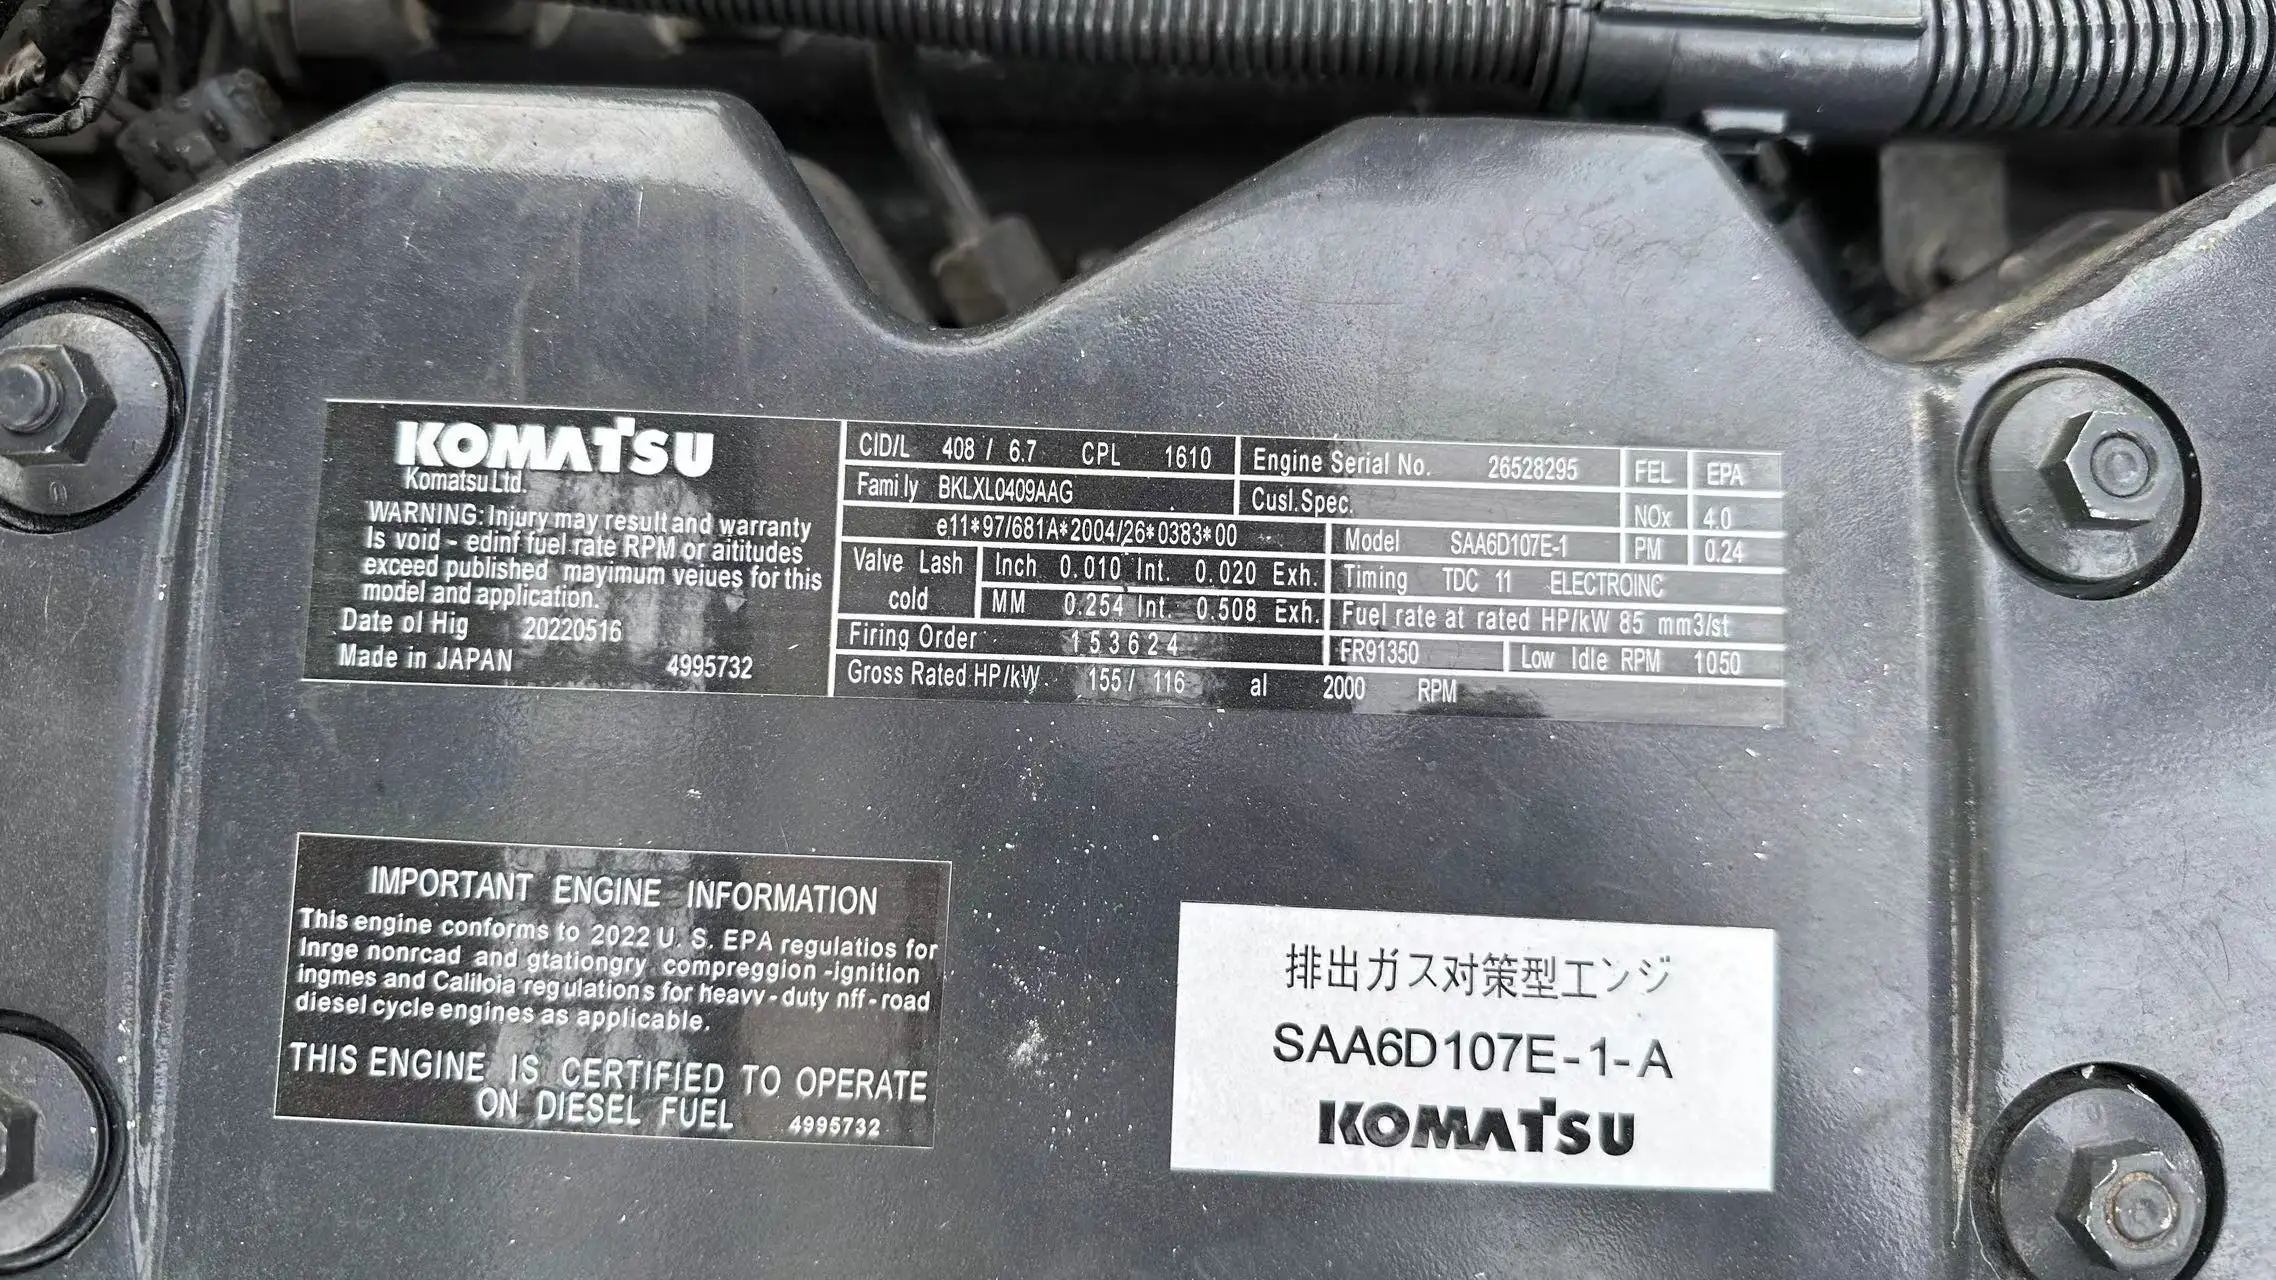 KOMATSU
Komatsu Ltd.
WARNING: Injury may result and warranty
Is void - edinf fuel rate RPM or aititudes
exceed published mayimum veiues for this
model and application.
Date ol Hig 20220516
Made in JAPAN 4995732
CID/L 408 / 6.7 CPL 1610
Family BKLXL0409AAG
e11*97/681A*2004/26*0383*00
Valve Lash cold
Inch 0.010 Int. 0.020 Exh.
MM 0.254 Int. 0.508 Exh.
Firing Order 1 5 3 6 2 4
Gross Rated HP/kW. 155 / 116 al 2000 RPM
Engine Serial No. 26528295
Cusl.Spec.
Model SAA6D107E-1
FEL EPA
NOx 4.0
PM 0.24
Timing TDC 11 ELECTROINC
Fuel rate at rated HP/kW 85 mm3/st
FR91350 Low Idle RPM 1050
IMPORTANT ENGINE INFORMATION
This engine conforms to 2022 U. S. EPA regulatios for
lnrge nonrcad and gtationgry compreggion -ignition
ingmes and Caliloia regulations for heavv-duty nff-road
diesel cycle engines as applicable.
THIS ENGINE IS CERTIFIED TO OPERATE
ON DIESEL FUEL 4995732
排出ガス对策型エンジ
SAA6D107E-1-A
KOMATSU